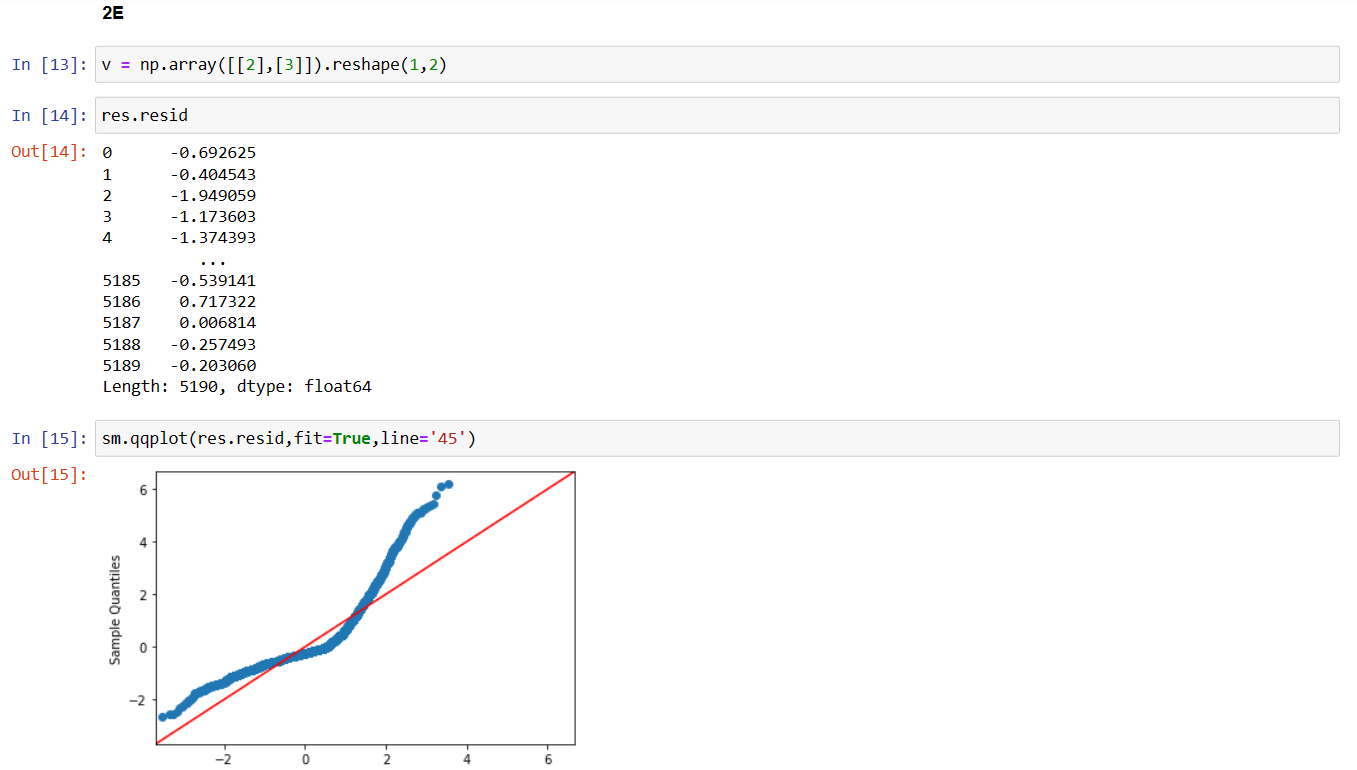 2E
In [13]: v = np.array([[2],[3]]).reshape(1,2)
In [14]: res.resid
Out[14]: 0 -0.692625
1 -0.404543
2 -1.949059
3 -1.173603
4 -1.374393
...
5185 -0.539141
5186 0.717322
5187 0.006814
5188 -0.257493
5189 -0.203060
Length: 5190, dtype: float64
In [15]: sm.qqplot(res.resid,fit=True,line='45')
Out[15]:
6
4
2
0
−2
Sample Quantiles
−2 0 2 4 6